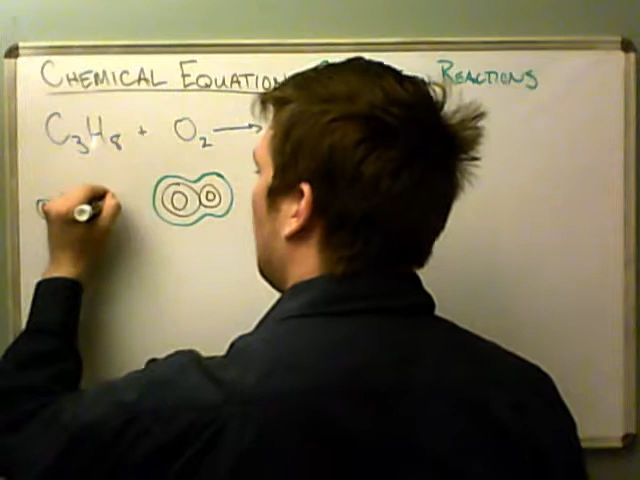 CHEMICAL EQUATION REACTIONS
C₃H₈ + O₂ →
O O